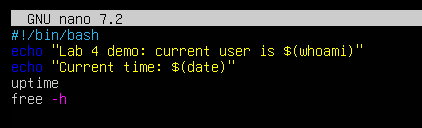 GNU nano 7.2
#!/bin/bash
echo "Lab 4 demo: current user is $(whoami)"
echo "Current time: $(date)"
uptime
free -h